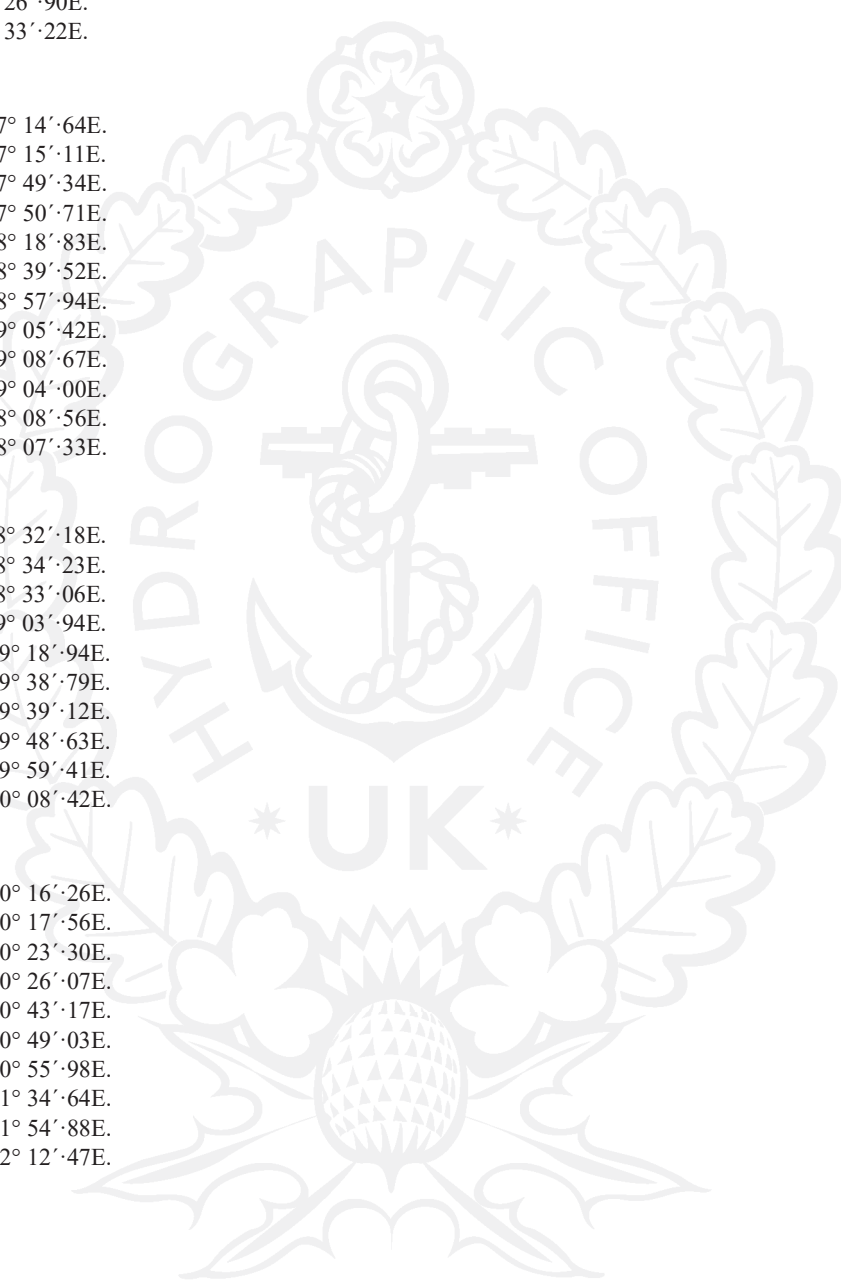 26´·90E.
33´·22E.
7° 14´·64E.
7° 15´·11E.
7° 49´·34E.
7° 50´·71E.
8° 18´·83E.
8° 39´·52E.
8° 57´·94E.
9° 05´·42E.
9° 08´·67E.
9° 04´·00E.
8° 08´·56E.
8° 07´·33E.
8° 32´·18E.
8° 34´·23E.
8° 33´·06E.
9° 03´·94E.
9° 18´·94E.
9° 38´·79E.
9° 39´·12E.
9° 48´·63E.
9° 59´·41E.
0° 08´·42E.
0° 16´·26E.
0° 17´·56E.
0° 23´·30E.
0° 26´·07E.
0° 43´·17E.
0° 49´·03E.
0° 55´·98E.
1° 34´·64E.
1° 54´·88E.
2° 12´·47E.
HYDROGRAPHIC OFFICE
UK